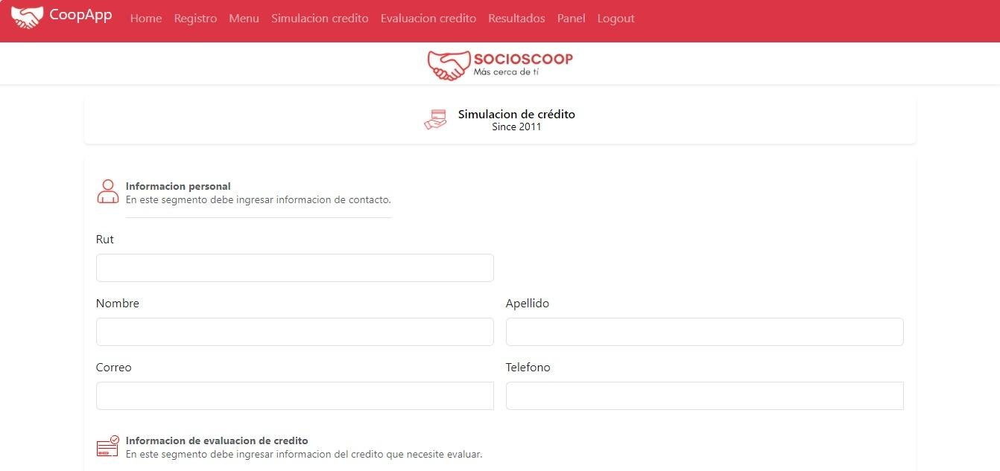 CoopApp Home Registro Menu Simulacion credito Evaluacion credito Resultados Panel Logout
SOCIOSCOOP
Más cerca de tí
Simulacion de crédito
Since 2011
Informacion personal
En este segmento debe ingresar informacion de contacto.
Rut
Nombre Apellido
Correo Telefono
Informacion de evaluacion de credito
En este segmento debe ingresar informacion del credito que necesite evaluar.